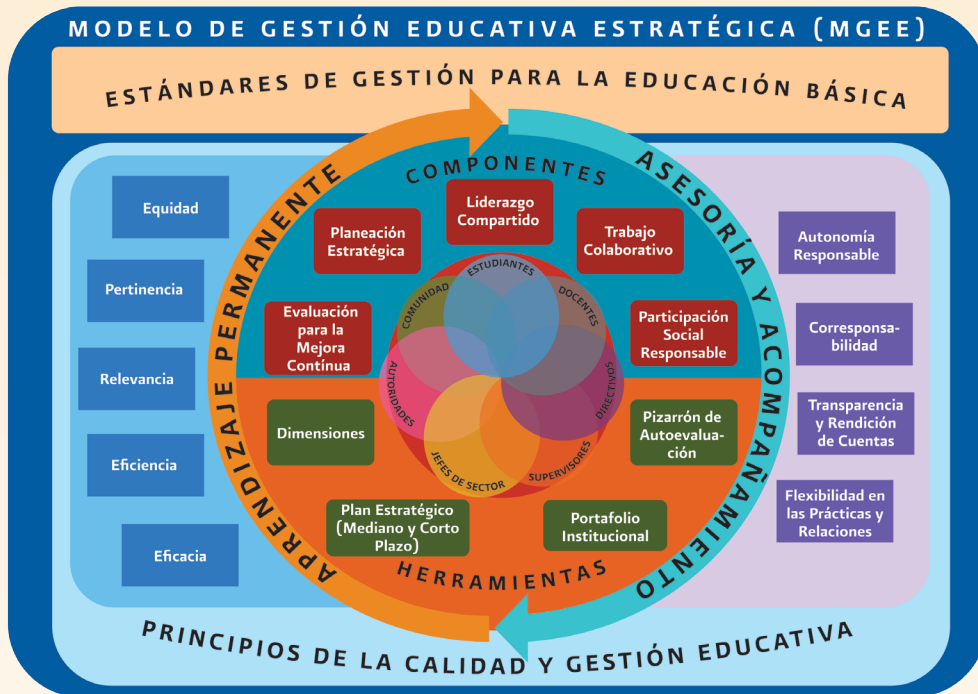 MODELO DE GESTIÓN EDUCATIVA ESTRATÉGICA (MGEE)
ESTÁNDARES DE GESTIÓN PARA LA EDUCACIÓN BÁSICA
APRENDIZAJE PERMANENTE
ASESORÍA Y ACOMPAÑAMIENTO
COMPONENTES
Liderazgo
Compartido
Planeación
Estratégica
Trabajo
Colaborativo
Evaluación
para la
Mejora
Contínua
Participación
Social
Responsable
ESTUDIANTES
COMUNIDAD
DOCENTES
AUTORIDADES
DIRECTIVOS
JEFES DE SECTOR
SUPERVISORES
Dimensiones
Pizarrón de
Autoevalua-
ción
Plan Estratégico
(Mediano y Corto
Plazo)
Portafolio
Institucional
HERRAMIENTAS
Equidad
Pertinencia
Relevancia
Eficiencia
Eficacia
Autonomía
Responsable
Corresponsa-
bilidad
Transparencia
y Rendición
de Cuentas
Flexibilidad en
las Prácticas y
Relaciones
PRINCIPIOS DE LA CALIDAD Y GESTIÓN EDUCATIVA